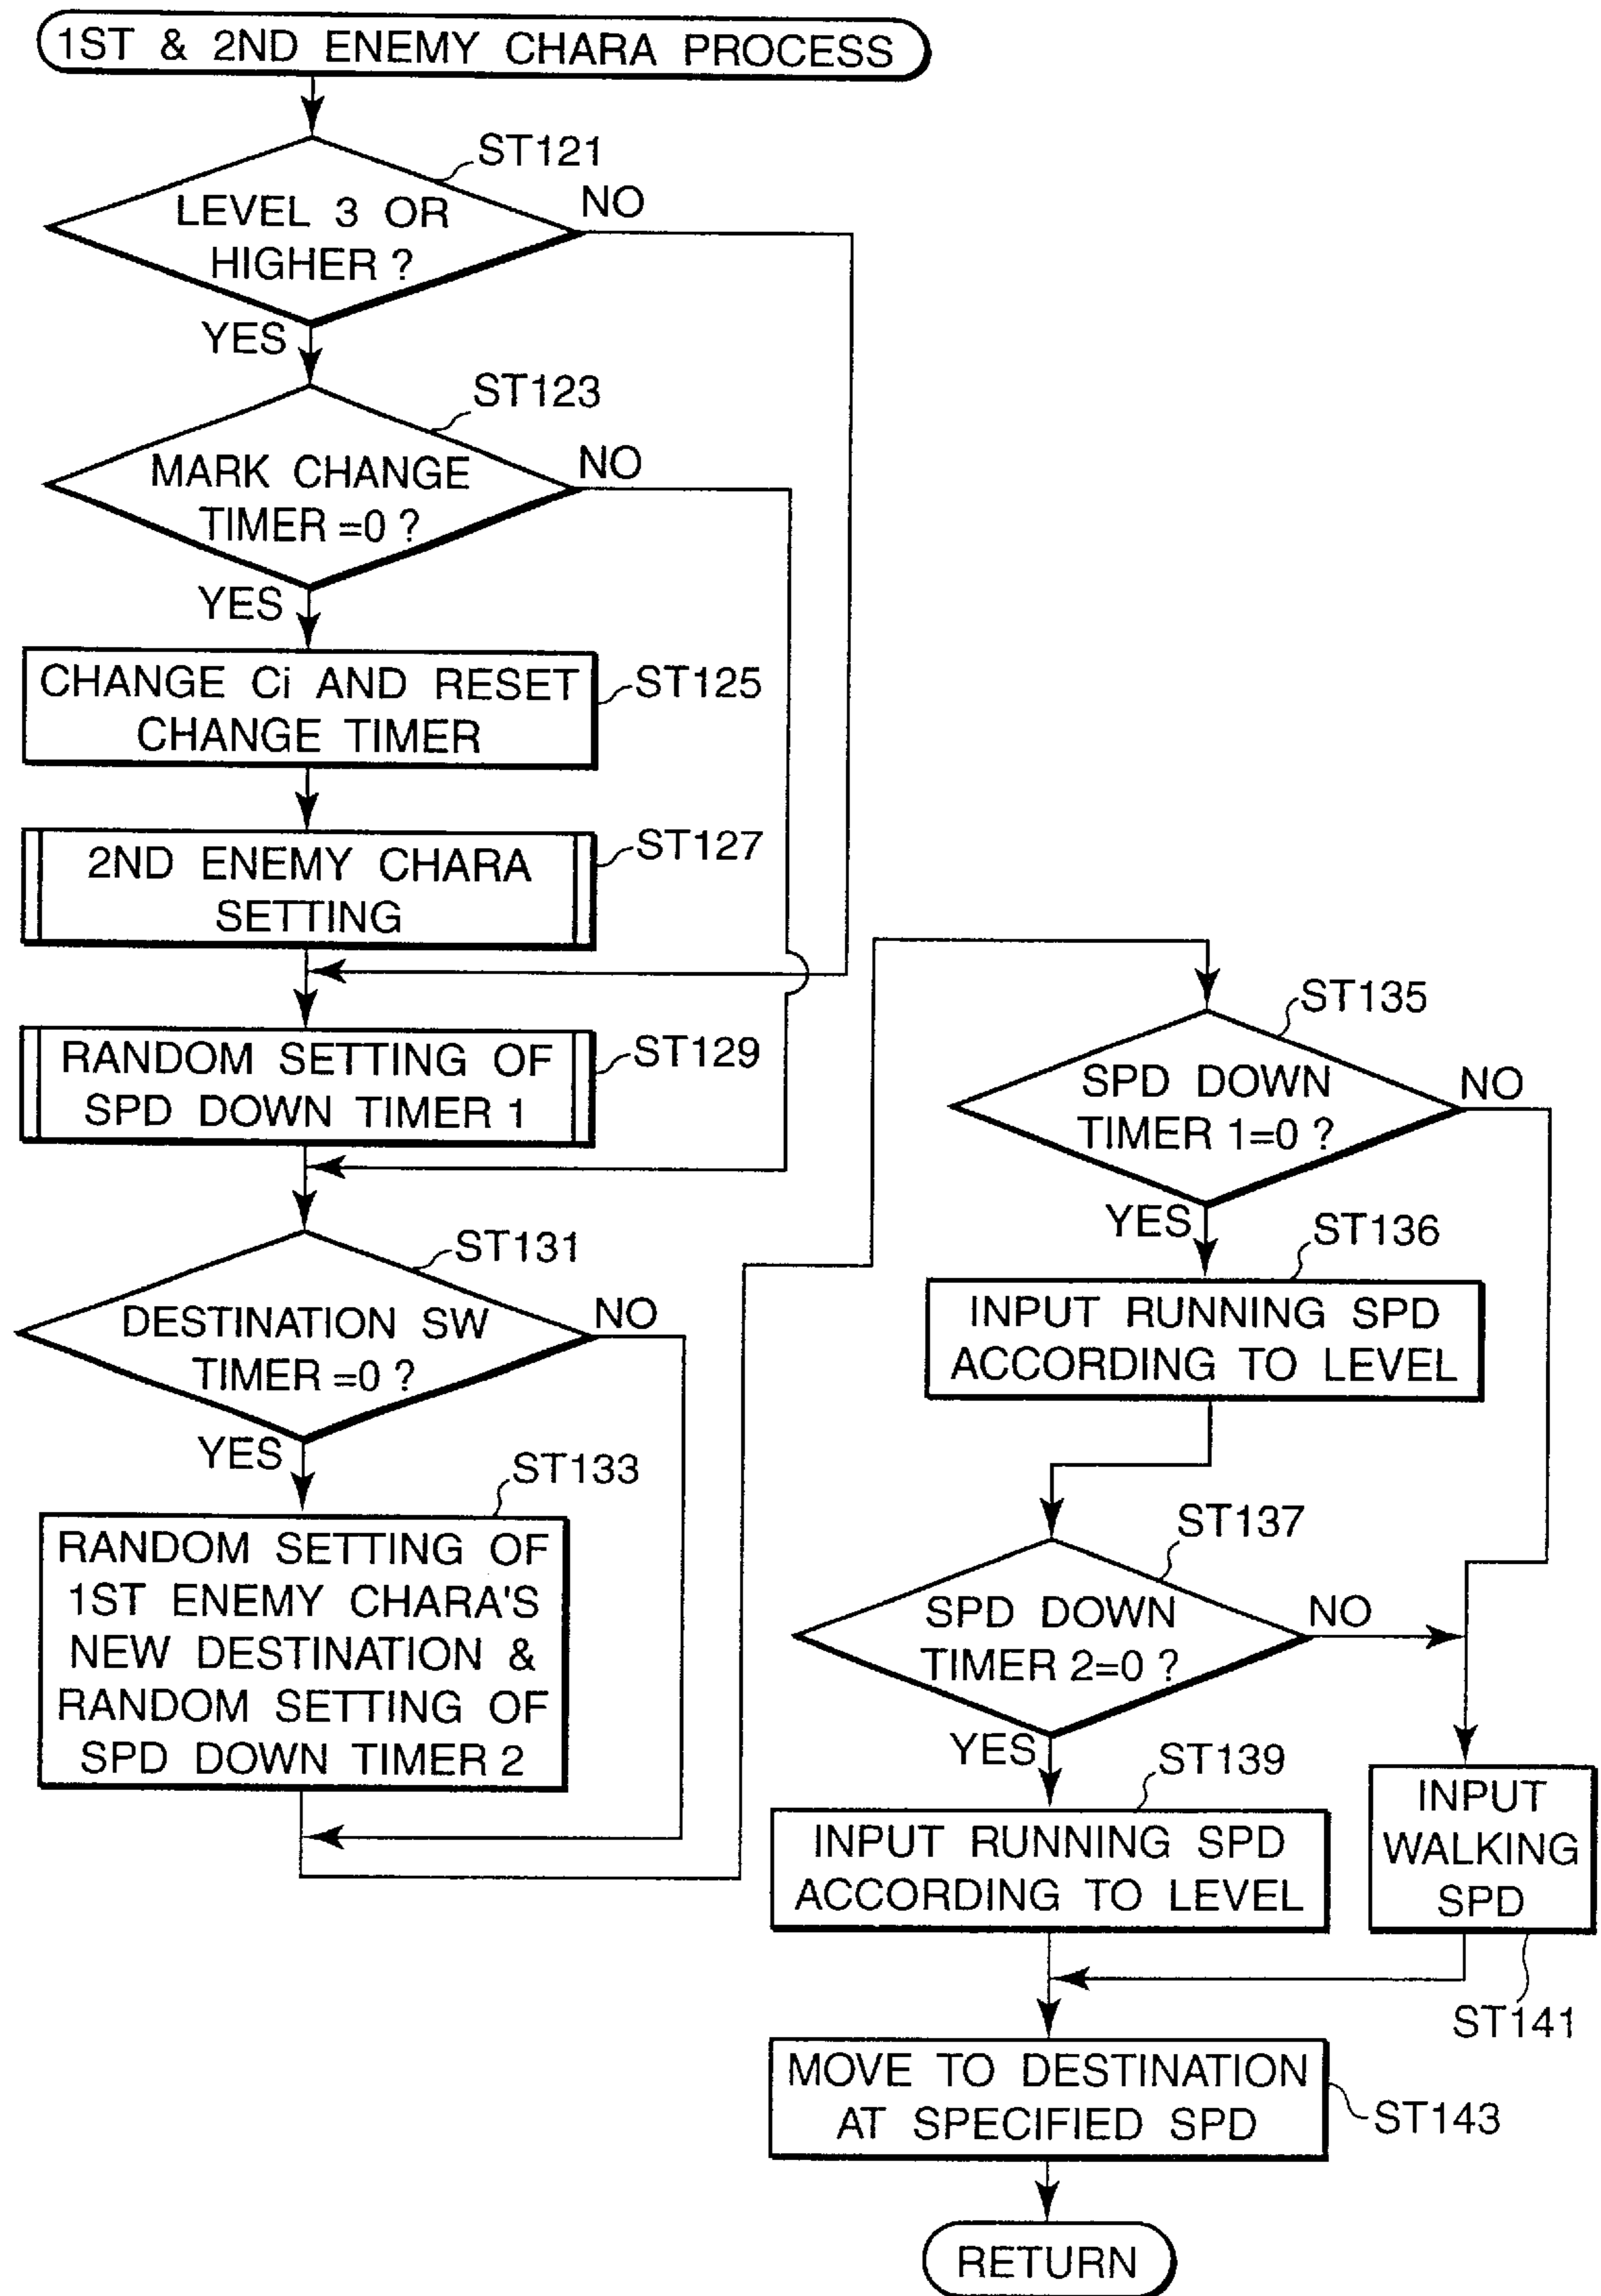 1ST & 2ND ENEMY CHARA PROCESS
ST121
LEVEL 3 OR
HIGHER ?
NO
YES
ST123
MARK CHANGE
TIMER =0 ?
NO
YES
CHANGE Ci AND RESET
CHANGE TIMER
ST125
2ND ENEMY CHARA
SETTING
ST127
RANDOM SETTING OF
SPD DOWN TIMER 1
ST129
ST131
DESTINATION SW
TIMER =0 ?
NO
YES
ST133
RANDOM SETTING OF
1ST ENEMY CHARA'S
NEW DESTINATION &
RANDOM SETTING OF
SPD DOWN TIMER 2
ST135
SPD DOWN
TIMER 1=0 ?
NO
YES
ST136
INPUT RUNNING SPD
ACCORDING TO LEVEL
ST137
SPD DOWN
TIMER 2=0 ?
NO
YES
ST139
INPUT RUNNING SPD
ACCORDING TO LEVEL
INPUT
WALKING
SPD
ST141
MOVE TO DESTINATION
AT SPECIFIED SPD
ST143
RETURN